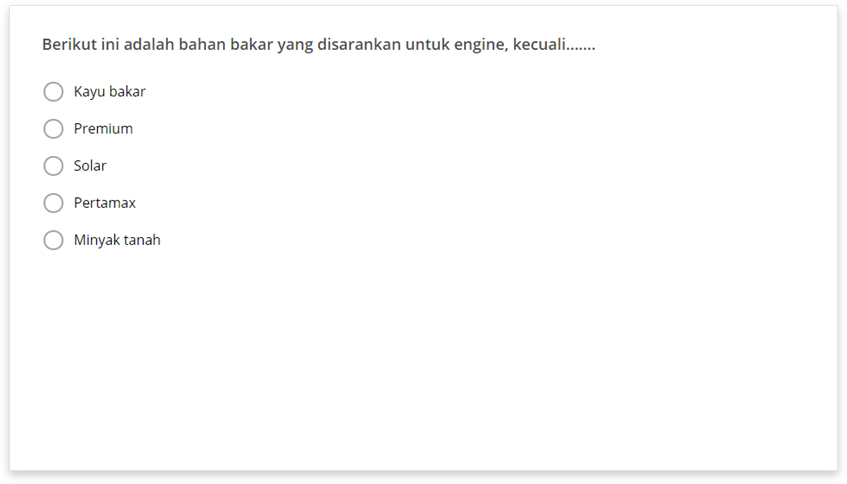 Berikut ini adalah bahan bakar yang disarankan untuk engine, kecuali.......
Kayu bakar
Premium
Solar
Pertamax
Minyak tanah